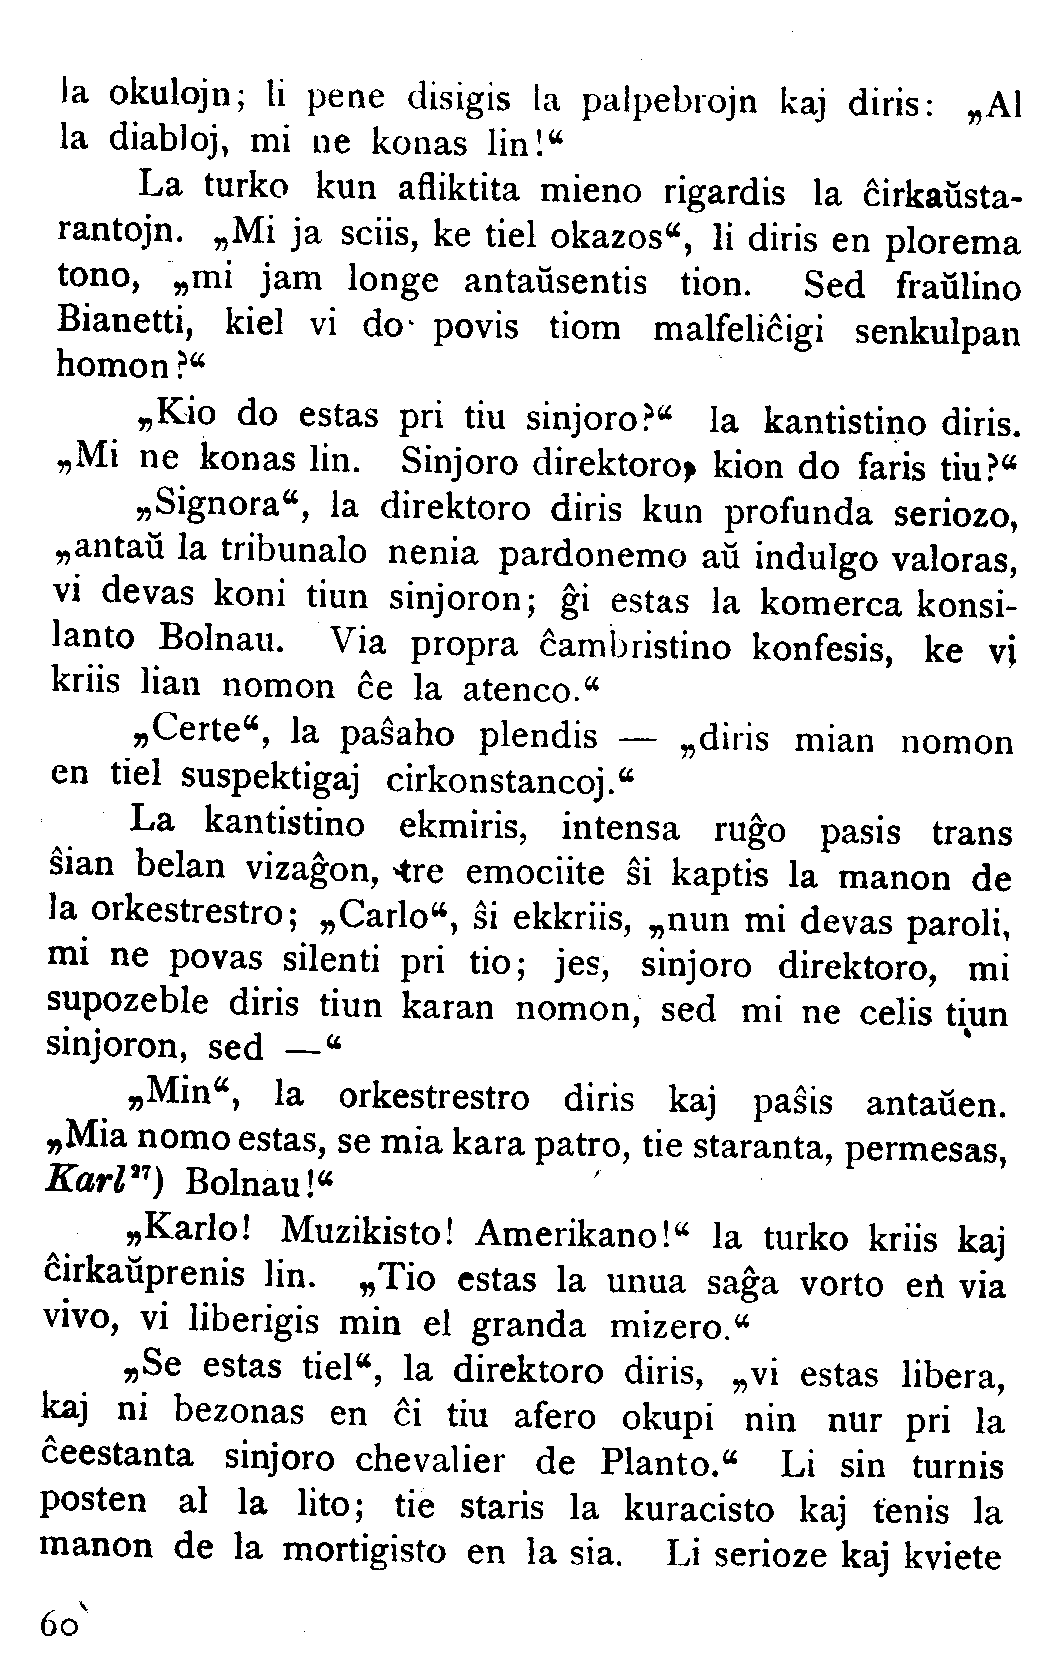 la okulojn; li pene disigis la palpebrojn kaj diris: „Al
la diabloj, mi ne konas lin!“
La turko kun afliktita mieno rigardis la ĉirkaŭsta-
rantojn. „Mi ja sciis, ke tiel okazos“, li diris en plorema
tono, „mi jam longe antaŭsentis tion. Sed fraŭlino
Bianetti, kiel vi do povis tiom malfeliĉigi senkulpan
homon?“
„Kio do estas pri tiu sinjoro?“ la kantistino diris.
„Mi ne konas lin. Sinjoro direktoro, kion do faris tiu?“
„Signora“, la direktoro diris kun profunda seriozo,
„antaŭ la tribunalo nenia pardonemo aŭ indulgo valoras,
vi devas koni tiun sinjoron; ĝi estas la komerca konsi-
lanto Bolnau. Via propra ĉambristino konfesis, ke vi
kriis lian nomon ĉe la atenco.“
„Certe“, la paŝaho plendis — „diris mian nomon
en tiel suspektigaj cirkonstancoj.“
La kantistino ekmiris, intensa ruĝo pasis trans
ŝian belan vizaĝon, tre emociite ŝi kaptis la manon de
la orkestrestro; „Carlo“, ŝi ekkriis, „nun mi devas paroli,
mi ne povas silenti pri tio; jes, sinjoro direktoro, mi
supozeble diris tiun karan nomon, sed mi ne celis tiun
sinjoron, sed —“
„Min“, la orkestrestro diris kaj paŝis antaŭen.
„Mia nomo estas, se mia kara patro, tie staranta, permesas,
Karl²⁷) Bolnau!“
„Karlo! Muzikisto! Amerikano!“ la turko kriis kaj
ĉirkaŭprenis lin. „Tio estas la unua saĝa vorto en via
vivo, vi liberigis min el granda mizero.“
„Se estas tiel“, la direktoro diris, „vi estas libera,
kaj ni bezonas en ĉi tiu afero okupi nin nur pri la
ĉeestanta sinjoro chevalier de Planto.“ Li sin turnis
posten al la lito; tie staris la kuracisto kaj tenis la
manon de la mortigisto en la sia. Li serioze kaj kviete
60